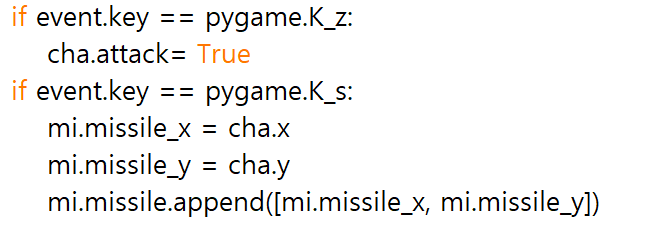 if event.key == pygame.K_z:
    cha.attack= True
if event.key == pygame.K_s:
    mi.missile_x = cha.x
    mi.missile_y = cha.y
    mi.missile.append([mi.missile_x, mi.missile_y])